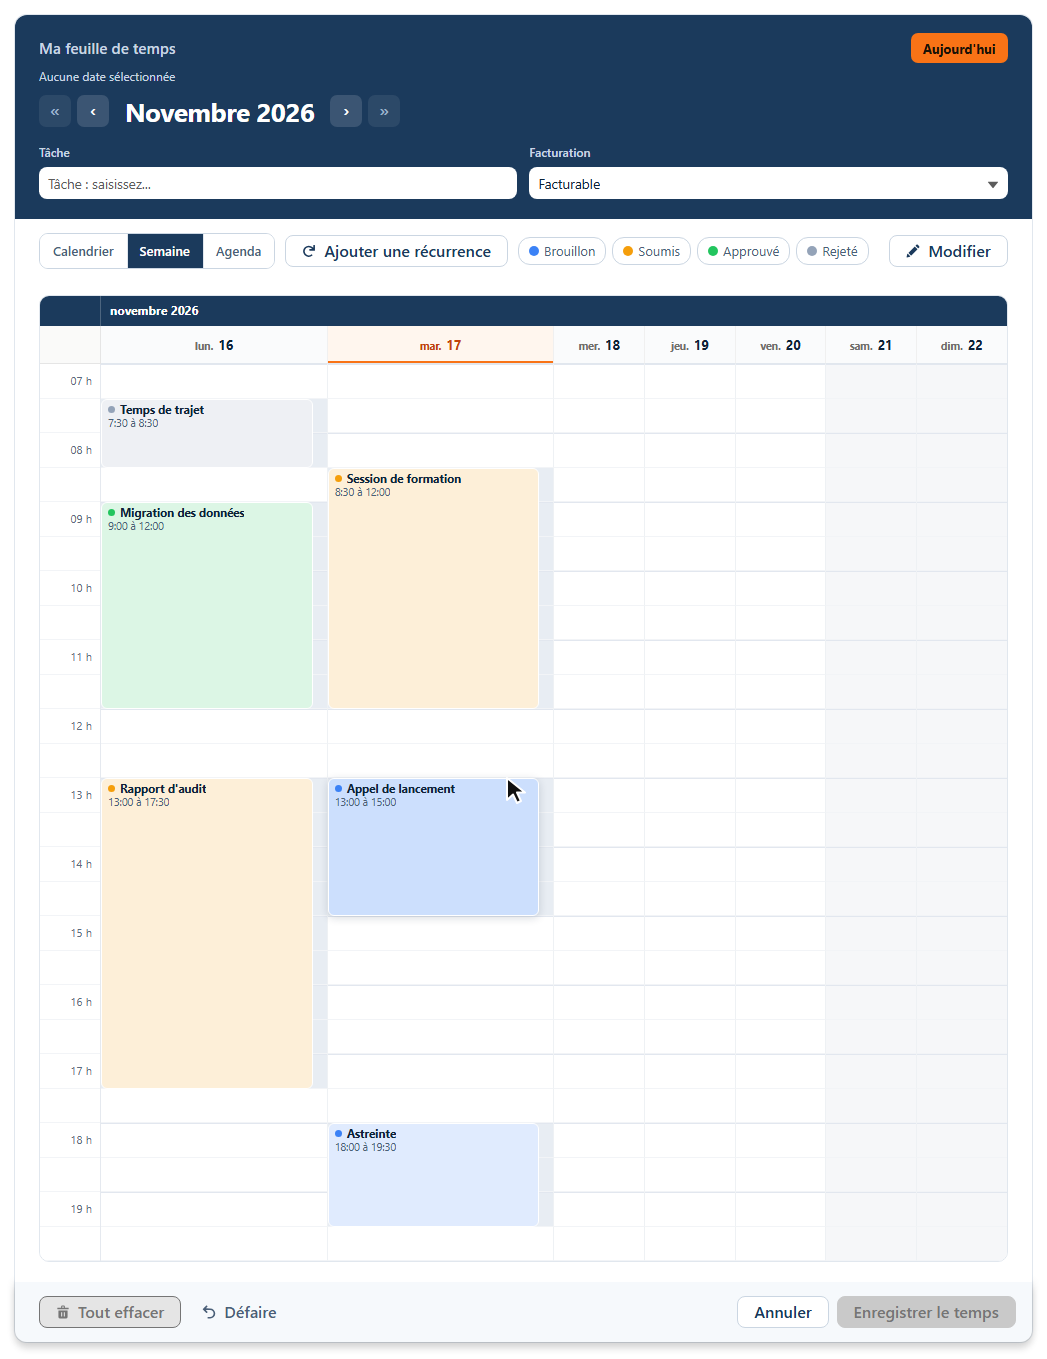 Ma feuille de temps
Aujourd'hui
Aucune date sélectionnée
« ‹ Novembre 2026 › »
Tâche
Facturation
Tâche : saisissez...
Facturable
Calendrier
Semaine
Agenda
Ajouter une récurrence
Brouillon
Soumis
Approuvé
Rejeté
Modifier
novembre 2026
lun. 16
mar. 17
mer. 18
jeu. 19
ven. 20
sam. 21
dim. 22
07 h
Temps de trajet
7:30 à 8:30
08 h
Session de formation
8:30 à 12:00
Migration des données
9:00 à 12:00
09 h
10 h
11 h
12 h
Rapport d'audit
13:00 à 17:30
Appel de lancement
13:00 à 15:00
13 h
14 h
15 h
16 h
17 h
Astreinte
18:00 à 19:30
18 h
19 h
Tout effacer
Défaire
Annuler
Enregistrer le temps